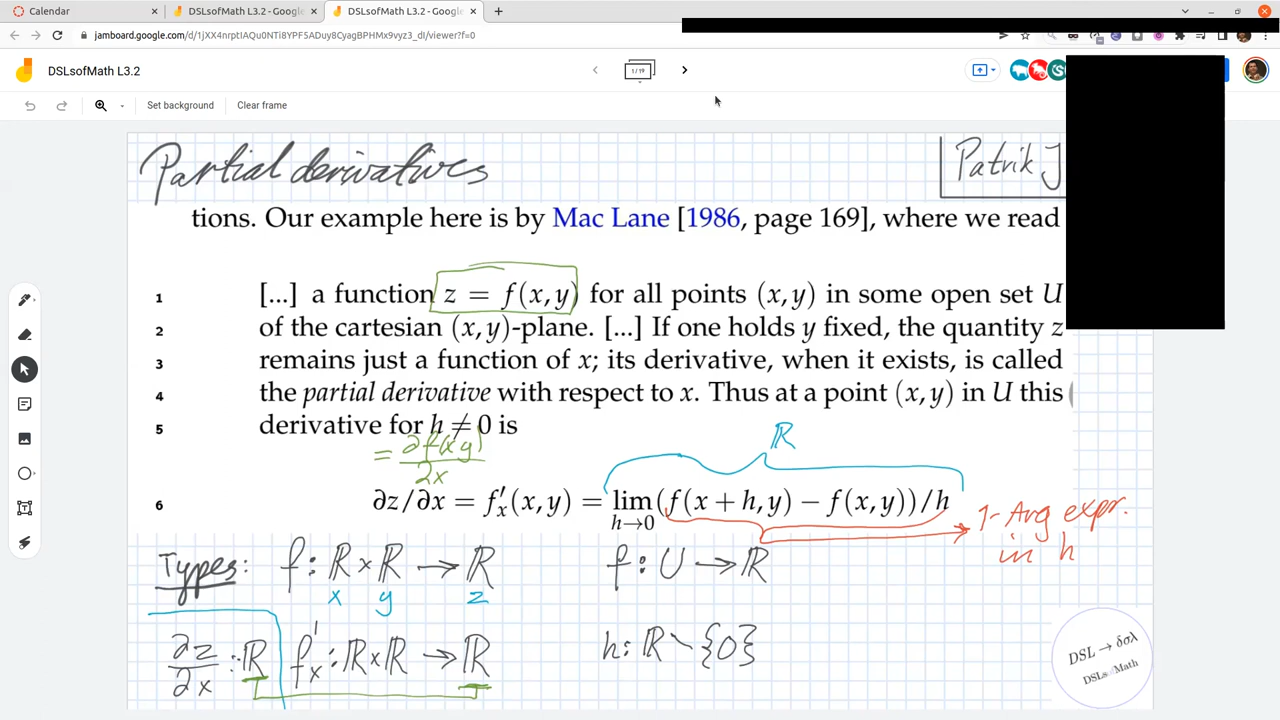 Calendar
DSLsofMath L3.2 - Google
DSLsofMath L3.2 - Google
jamboard.google.com/d/1jXX4nrptIAQu0NTi8YPF5ADuy8CyagBPHMx9vyz3_dI/viewer?f=0
DSLsofMath L3.2
1 / 19
Set background
Clear frame
Partial derivatives
Patrik J
tions. Our example here is by Mac Lane [1986, page 169], where we read
1 [...] a function z = f(x, y) for all points (x, y) in some open set U
2 of the cartesian (x, y)-plane. [...] If one holds y fixed, the quantity z
3 remains just a function of x; its derivative, when it exists, is called
4 the partial derivative with respect to x. Thus at a point (x, y) in U this (
5 derivative for h ≠ 0 is
= ∂f(x,y)/∂x
ℝ
6 ∂z/∂x = f′ₓ(x, y) = lim h→0 (f(x + h, y) − f(x, y))/h
1-Arg expr.
in h
Types: f : ℝ × ℝ → ℝ f : U → ℝ
x y z
∂z/∂x : ℝ f′ₓ : ℝ×ℝ → ℝ h : ℝ \ {0}
DSL → δσλ
DSLsofMath